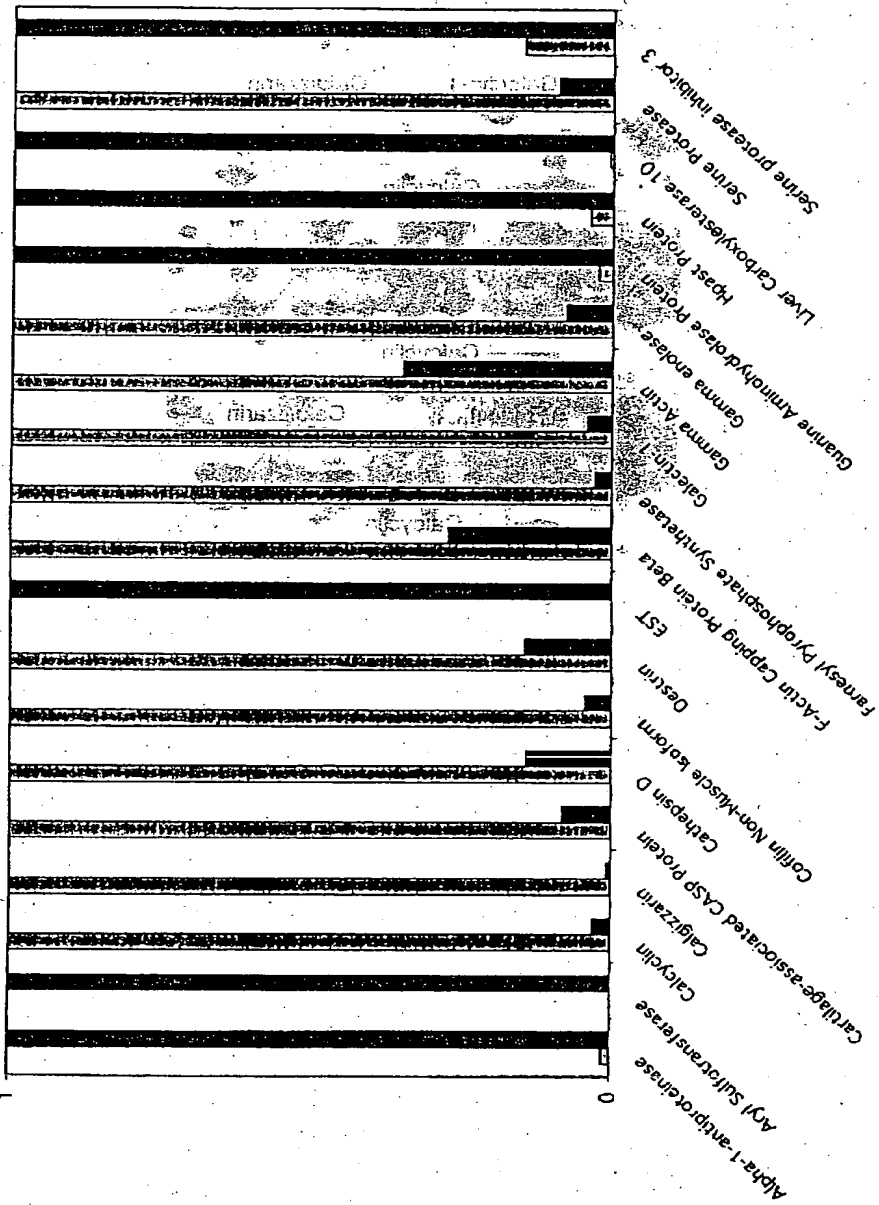 1
0
Alpha-1-antiproteinase
Aryl Sulfotransferase
Calcyclin
Calgizzarin
Cartilage-assiociated CASP Protein
Cathepsin D
Cofilin Non-Muscle Isoform
Destrin
EST
F-Actin Capping Protein Beta
Farnesyl Pyrophosphate Synthetase
Galectin-1
Gamma Actin
Gamma enolase
Guanine Aminohydrolase Protein
Hpast Protein
Liver Carboxylesterase 10
Serine Protease
Serine protease inhibitor 3